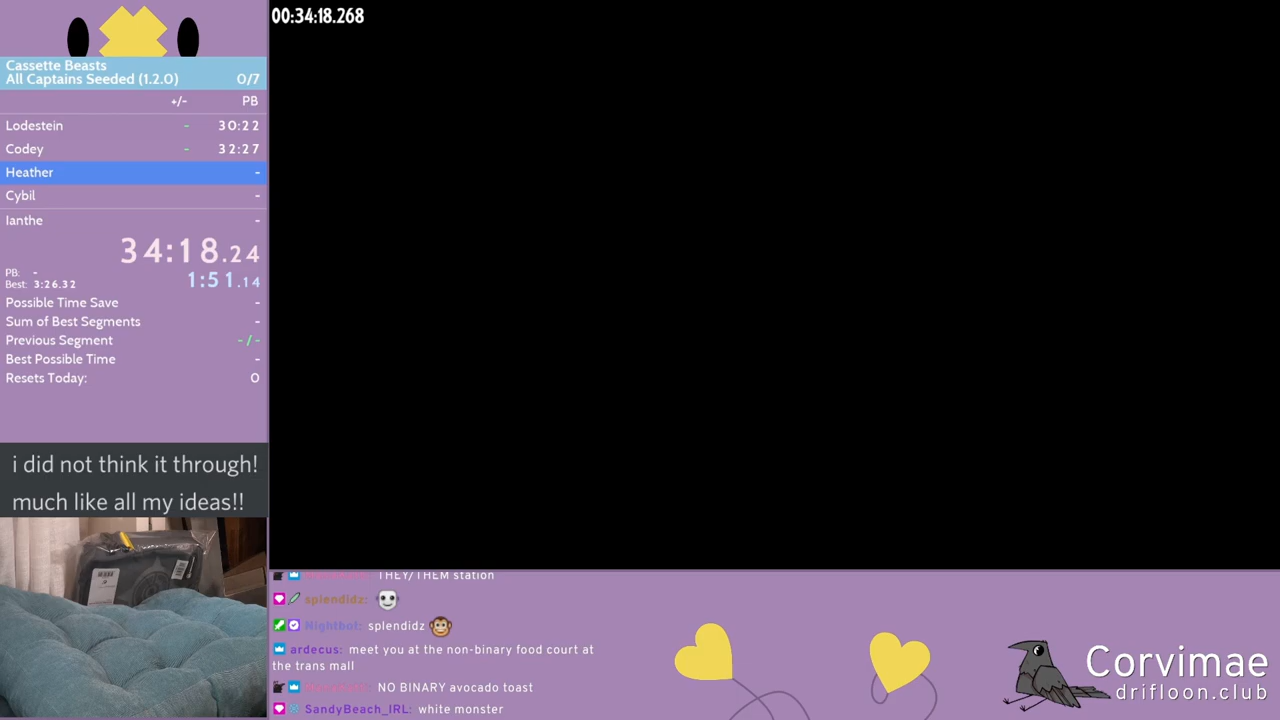 00:34:18.268
Cassette Beasts
All Captains Seeded (1.2.0) 0/7
+/- PB
Lodestein - 30:22
Codey - 32:27
Heather -
Cybil -
Ianthe -
34:18.24
PB: -
Best: 3:26.32
1:51.14
Possible Time Save -
Sum of Best Segments -
Previous Segment -/-
Best Possible Time -
Resets Today: 0
i did not think it through!
much like all my ideas!!
THEY/THEM station
splendidz:
Nightbot: splendidz
ardecus: meet you at the non-binary food court at
the trans mall
NO BINARY avocado toast
SandyBeach_IRL: white monster
Corvimae
drifloon.club